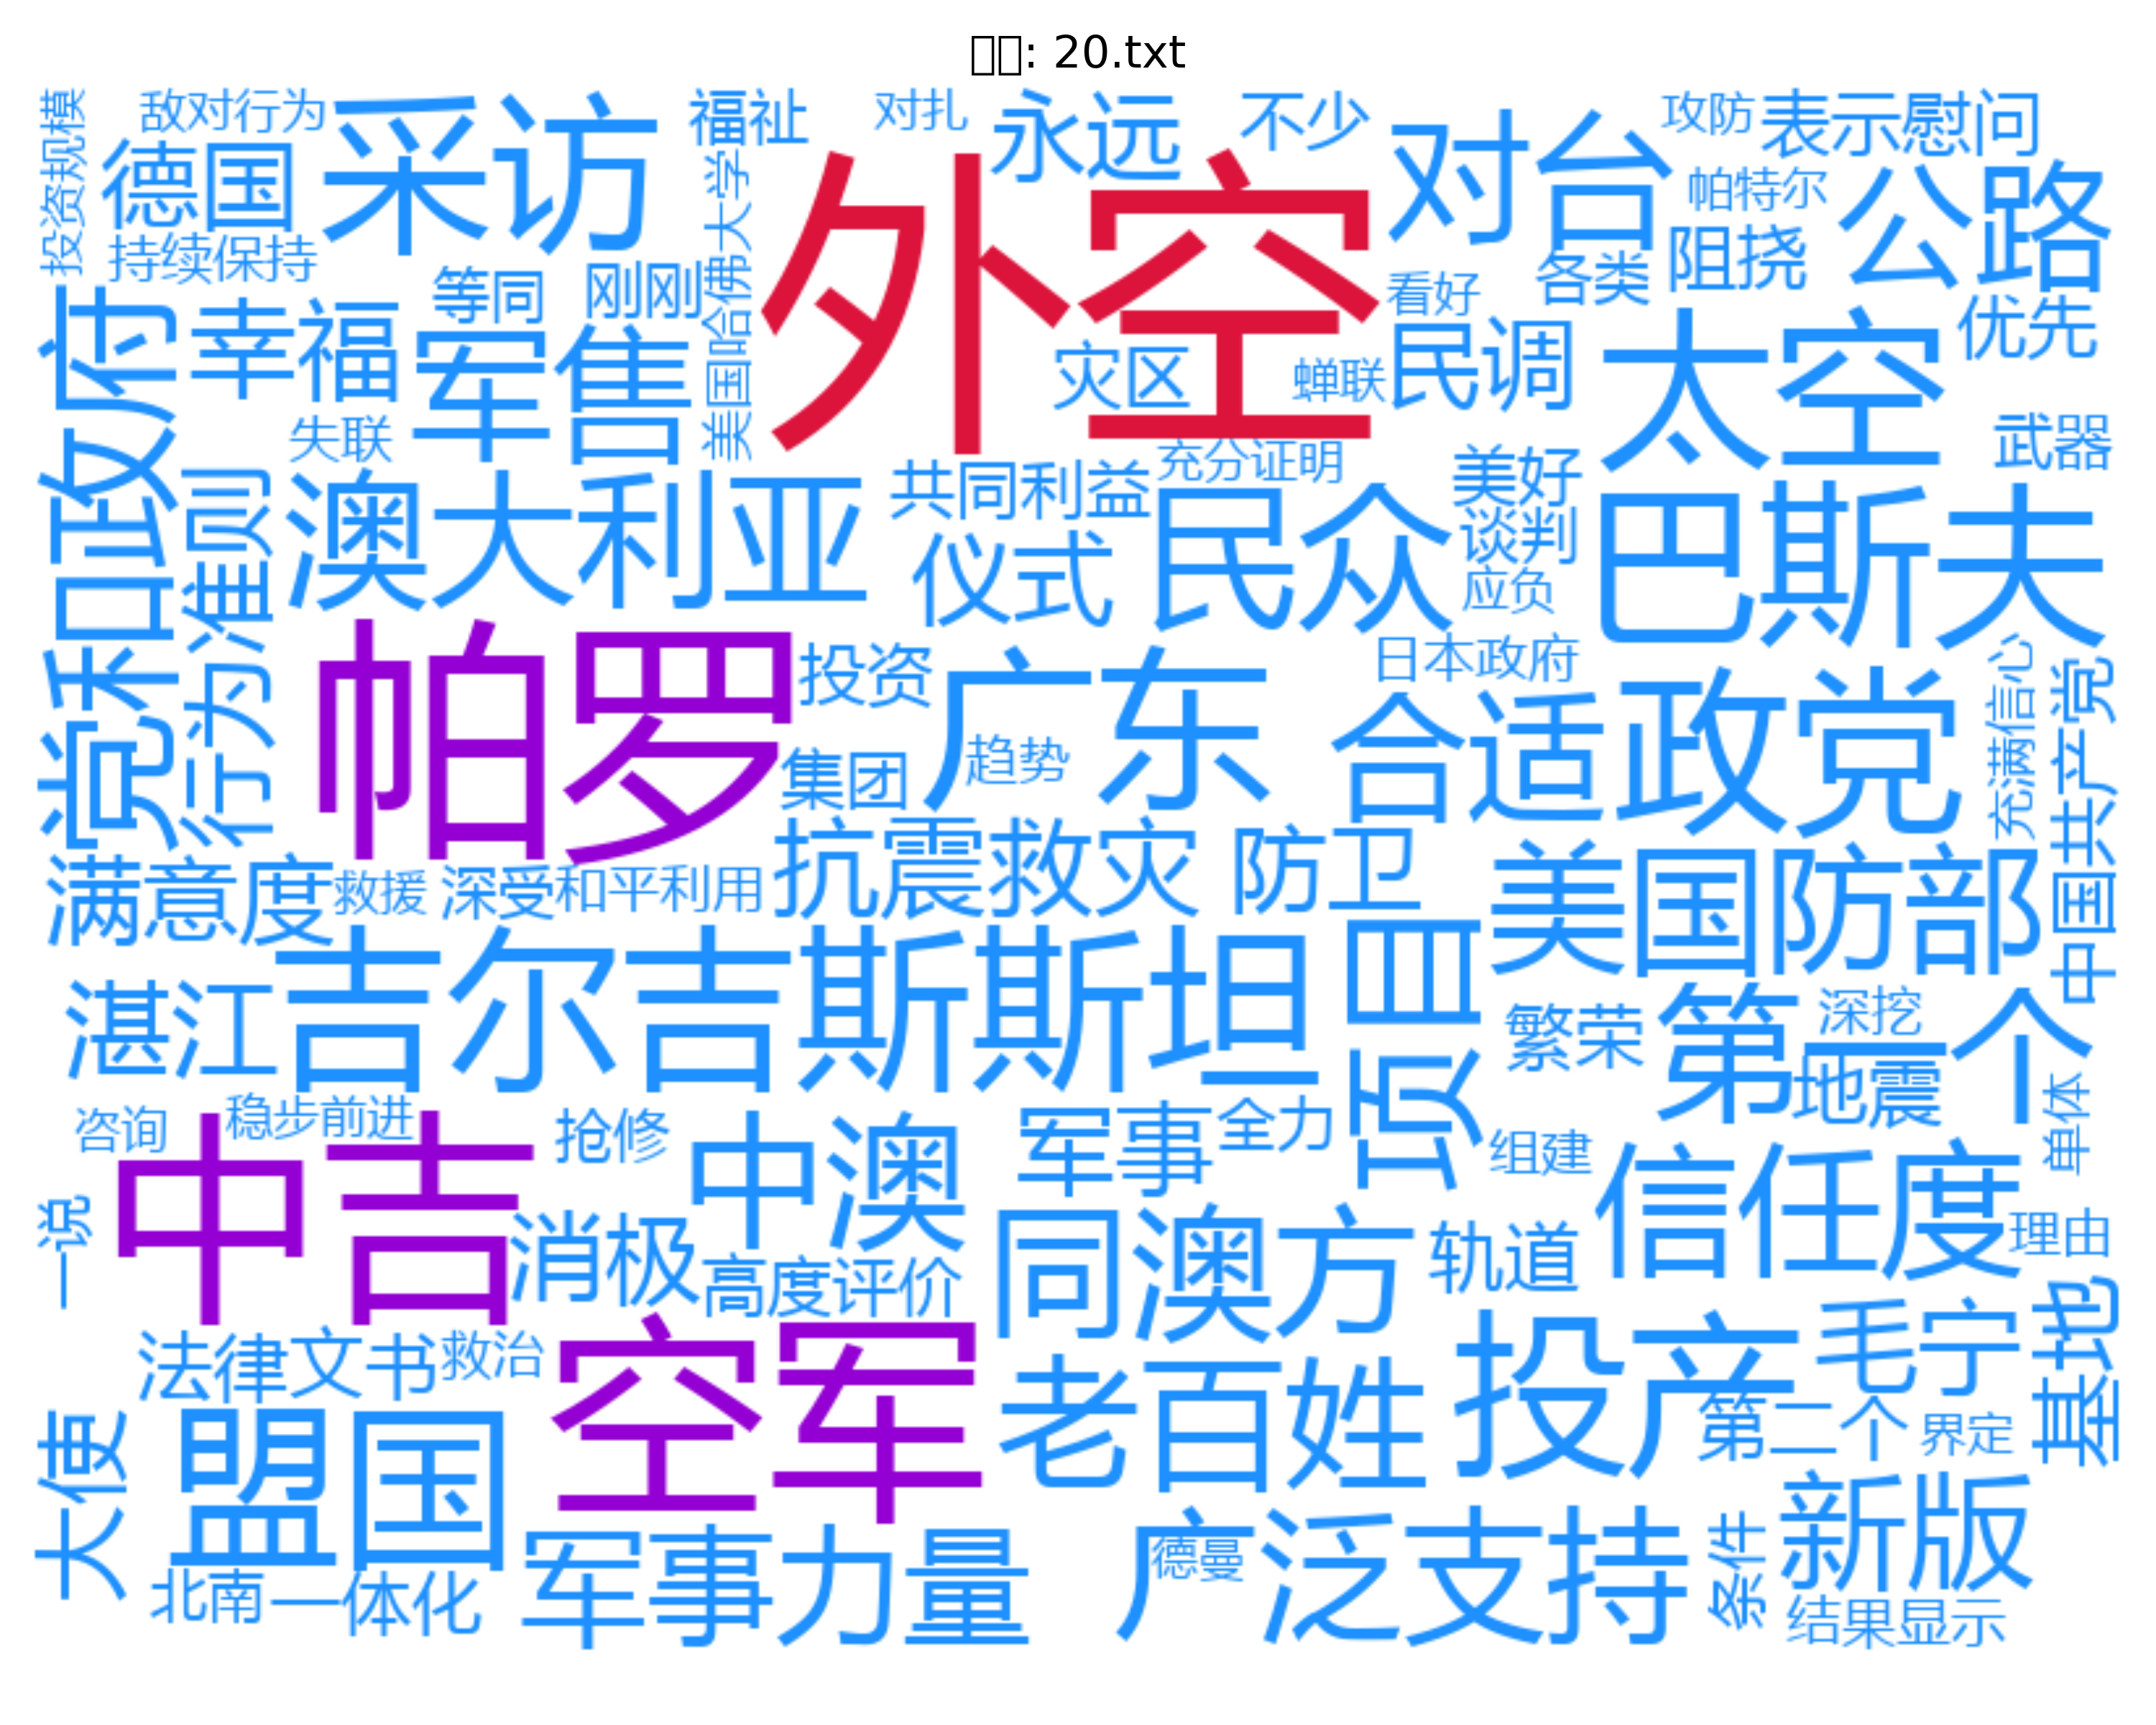 : 20.txt
敌对行为
福祉
对扎
永远
不少
攻防
表示慰问
投资规模
德国
采访
对台
帕特尔
公路
持续保持
美国哈佛大学
外空
阻挠
各类
等同
刚刚
看好
优先
党和政府
幸福
军售
灾区
蝉联
民调
太空
失联
武器
行为准则
澳大利亚
共同利益
充分证明
美好
仪式
民众
谈判
巴斯夫
应负
帕罗
投资
广东
日本政府
合适
政党
充满信心
中国共产党
集团
趋势
满意度
救援
深受
和平利用
抗震救灾
防卫
美国防部
湛江
吉尔吉斯斯坦
页皿
繁荣
第一个
深挖
地震
单体
咨询
稳步前进
抢修
中澳
军事
全力
组建
一说
中吉
消极
高度评价
同澳方
轨道
信任度
理由
法律文书
救治
空军
老百姓
投产
毛宁
基地
第二个
界定
大使
盟国
北南
一体化
军事力量
广泛支持
德曼
条件
新版
结果显示